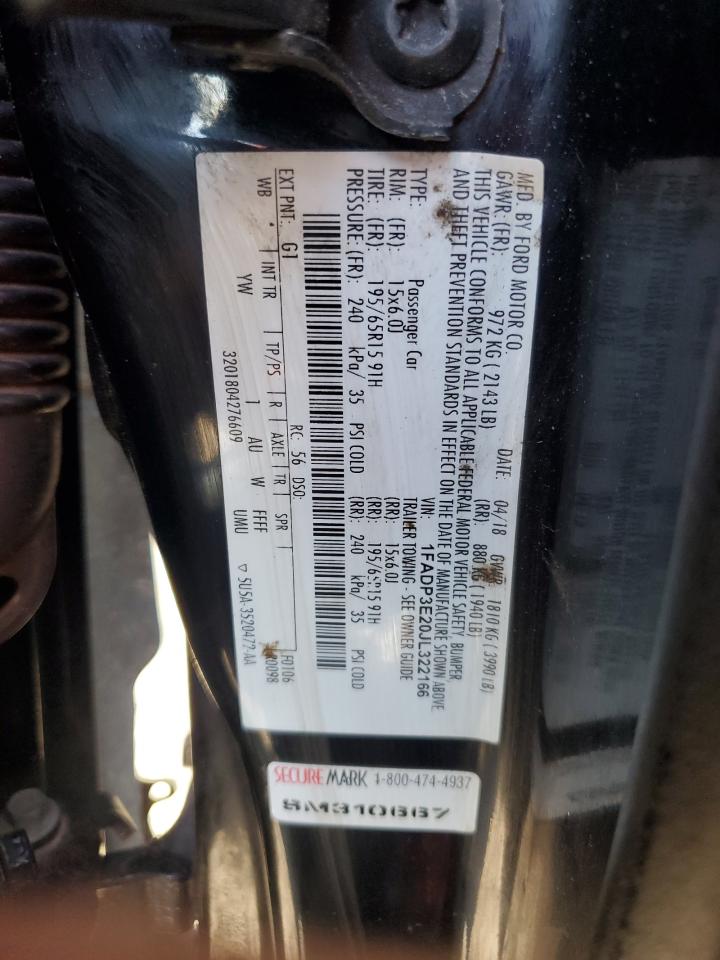 MFD. BY FORD MOTOR CO.
DATE: 04/18 GVWR: 1810 KG ( 3990 LB)
GAWR: (FR): 972 KG ( 2143 LB) (RR): 880 KG ( 1940 LB)
THIS VEHICLE CONFORMS TO ALL APPLICABLE FEDERAL MOTOR VEHICLE SAFETY, BUMPER,
AND THEFT PREVENTION STANDARDS IN EFFECT ON THE DATE OF MANUFACTURE SHOWN ABOVE
VIN: 1FADP3E20JL322166
TYPE: Passenger Car TRAILER TOWING - SEE OWNER GUIDE
RIM: (FR): 15x6.0J (RR): 15x6.0J
TIRE: (FR): 195/65R15 91H (RR): 195/65R15 91H
PRESSURE: (FR): 240 kPa/ 35 PSI COLD (RR): 240 kPa/ 35 PSI COLD
EXT PNT: G1 RC: 56 DSO: F0106
WB INT TR TP/PS R AXLE TR SPR
YW 1 AU W FFFF UMU
3201804276609 ▽ 5U5A-3520472-AA
SECUREMARK 1-800-474-4937
SM310667